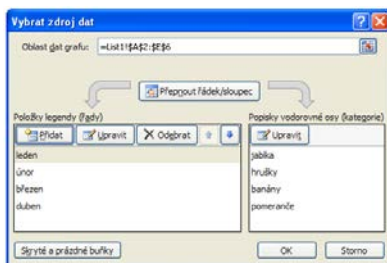 Vybrat zdroj dat
Oblast dat grafu: =List1!$A$2:$E$6
Přepnout řádek/sloupec
Položky legendy (řady)
Přidat Upravit Odebrat
leden
únor
březen
duben
Popisky vodorovné osy (kategorie)
Upravit
jablka
hrušky
banány
pomeranče
Skryté a prázdné buňky
OK Storno